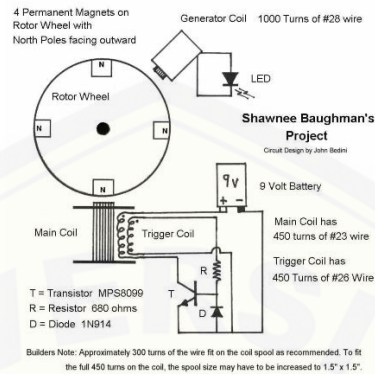 4 Permanent Magnets on
Rotor Wheel with
North Poles facing outward
Generator Coil 1000 Turns of #28 wire
LED
N
Rotor Wheel
N
N
N
Shawnee Baughman's
Project
Circuit Design by John Bedini
9v
+ -
9 Volt Battery
Main Coil
Trigger Coil
Main Coil has
450 turns of #23 wire
Trigger Coil has
450 Turns of #26 Wire
R
T
D
T = Transistor MPS8099
R = Resistor 680 ohms
D = Diode 1N914
Builders Note: Approximately 300 turns of the wire fit on the coil spool as recommended. To fit
the full 450 turns on the coil, the spool size may have to be increased to 1.5" x 1.5".